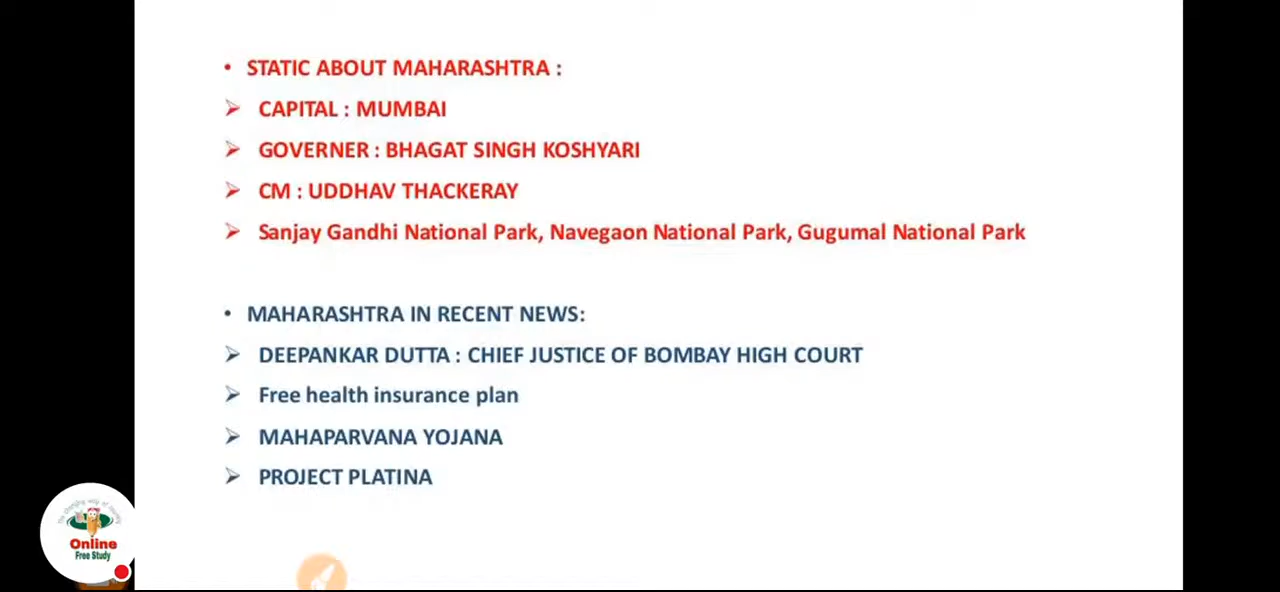 • STATIC ABOUT MAHARASHTRA :
➢ CAPITAL : MUMBAI
➢ GOVERNER : BHAGAT SINGH KOSHYARI
➢ CM : UDDHAV THACKERAY
➢ Sanjay Gandhi National Park, Navegaon National Park, Gugumal National Park
• MAHARASHTRA IN RECENT NEWS:
➢ DEEPANKAR DUTTA : CHIEF JUSTICE OF BOMBAY HIGH COURT
➢ Free health insurance plan
➢ MAHAPARVANA YOJANA
➢ PROJECT PLATINA
Online
Free Study